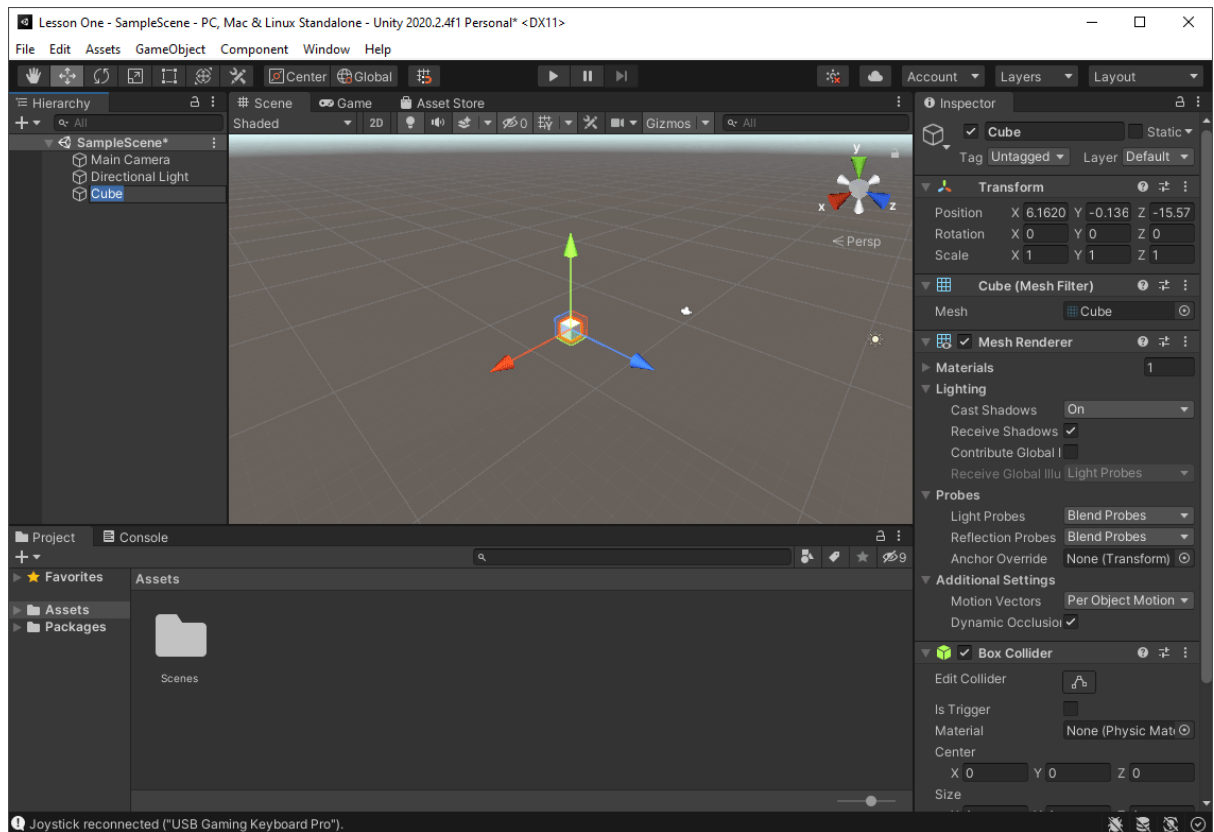 Lesson One - SampleScene - PC, Mac & Linux Standalone - Unity 2020.2.4f1 Personal* <DX11>
File Edit Assets GameObject Component Window Help
Center Global Account Layers Layout
Hierarchy
All
SampleScene*
Main Camera
Directional Light
Cube
# Scene Game Asset Store
Shaded 2D 0 Gizmos All
y
x z
Persp
Inspector
Cube Static
Tag Untagged Layer Default
Transform
Position X 6.1620 Y -0.136 Z -15.57
Rotation X 0 Y 0 Z 0
Scale X 1 Y 1 Z 1
Cube (Mesh Filter)
Mesh Cube
Mesh Renderer
Materials 1
Lighting
Cast Shadows On
Receive Shadows
Contribute Global I
Receive Global Illu Light Probes
Probes
Light Probes Blend Probes
Reflection Probes Blend Probes
Anchor Override None (Transform)
Additional Settings
Motion Vectors Per Object Motion
Dynamic Occlusion
Box Collider
Edit Collider
Is Trigger
Material None (Physic Mat
Center
X 0 Y 0 Z 0
Size
Project Console
9
Favorites
Assets
Packages
Assets
Scenes
Joystick reconnected ("USB Gaming Keyboard Pro").